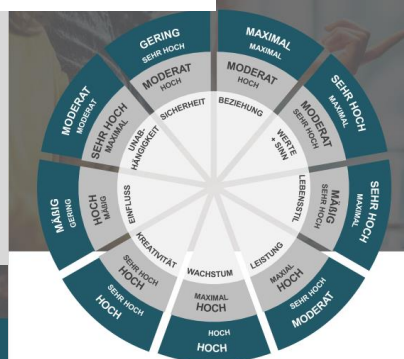 GERING
SEHR HOCH
MODERAT
HOCH
SICHERHEIT
MAXIMAL
MAXIMAL
MODERAT
HOCH
BEZIEHUNG
SEHR HOCH
MAXIMAL
MODERAT
SEHR HOCH
WERTE
+ SINN
SEHR HOCH
MAXIMAL
MÄßIG
SEHR HOCH
LEBENSSTIL
SEHR HOCH
MODERAT
MAXIAL
HOCH
LEISTUNG
HOCH
HOCH
MAXIMAL
HOCH
WACHSTUM
SEHR HOCH
HOCH
SEHR HOCH
HOCH
KREATIVITÄT
MÄßIG
GERING
HOCH
MÄßIG
EINFLUSS
MODERAT
MODERAT
SEHR HOCH
MAXIMAL
UNAB-
HÄNGIGKEIT